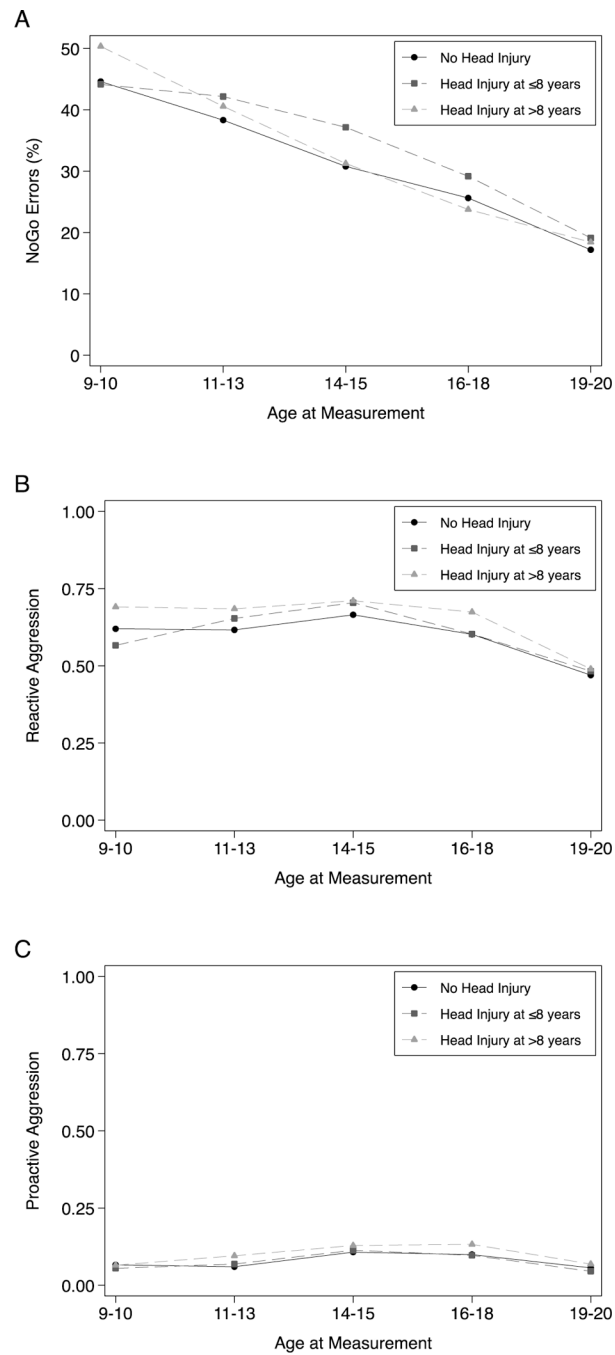 A
No Head Injury
Head Injury at ≤8 years
Head Injury at >8 years
50
40
30
20
10
0
NoGo Errors (%)
9-10 11-13 14-15 16-18 19-20
Age at Measurement
B
No Head Injury
Head Injury at ≤8 years
Head Injury at >8 years
1.00
0.75
0.50
0.25
0.00
Reactive Aggression
9-10 11-13 14-15 16-18 19-20
Age at Measurement
C
No Head Injury
Head Injury at ≤8 years
Head Injury at >8 years
1.00
0.75
0.50
0.25
0.00
Proactive Aggression
9-10 11-13 14-15 16-18 19-20
Age at Measurement